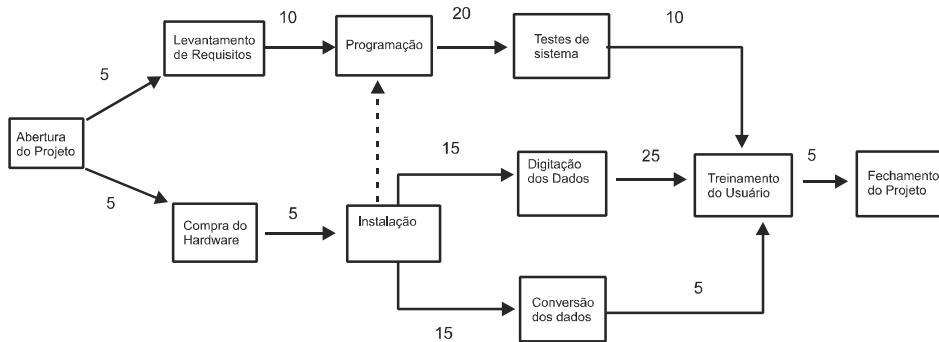 10
20
10
Levantamento
de Requisitos
Programação
Testes de
sistema
5
Abertura
do Projeto
15
Digitação
dos Dados
25
Treinamento
do Usuário
5
Fechamento
do Projeto
5
Compra do
Hardware
5
Instalação
15
Conversão
dos dados
5